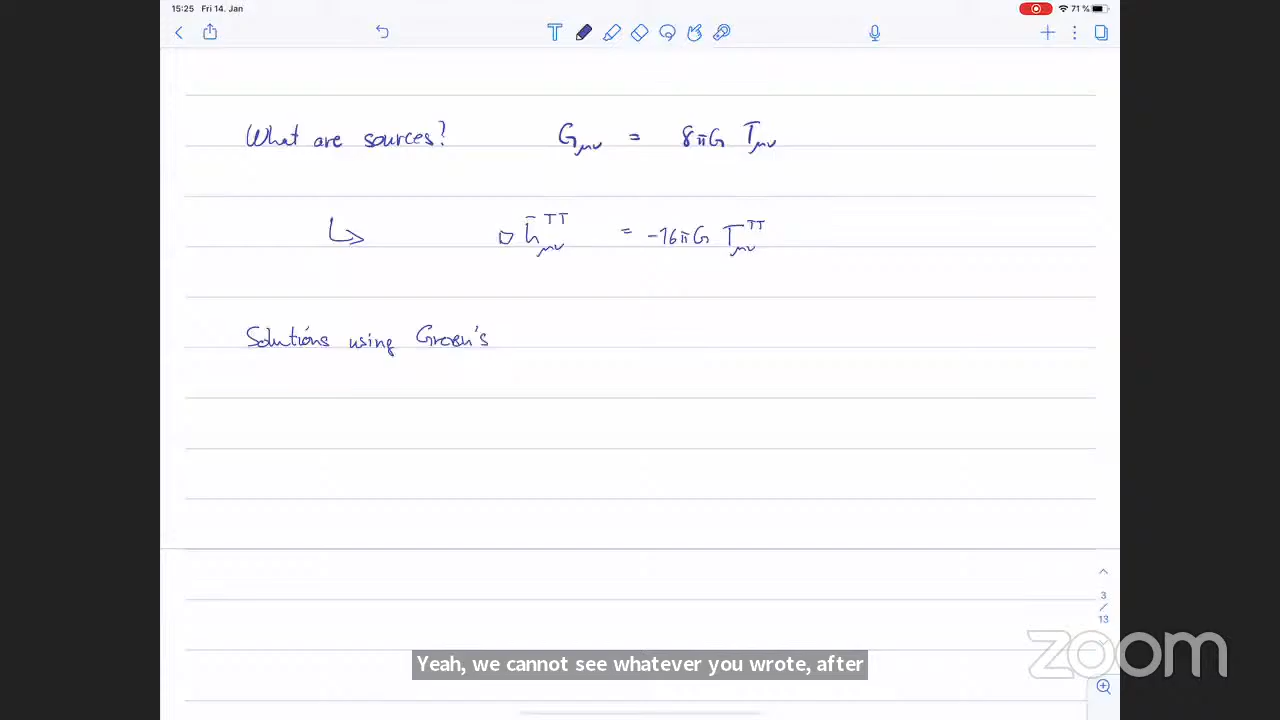 15:25 Fri 14. Jan 71 %
What are sources? G_μν = 8πG T_μν
↳ □ h̄_μν^TT = -16πG T_μν^TT
Solutions using Green's
3
/
13
zoom
Yeah, we cannot see whatever you wrote, after